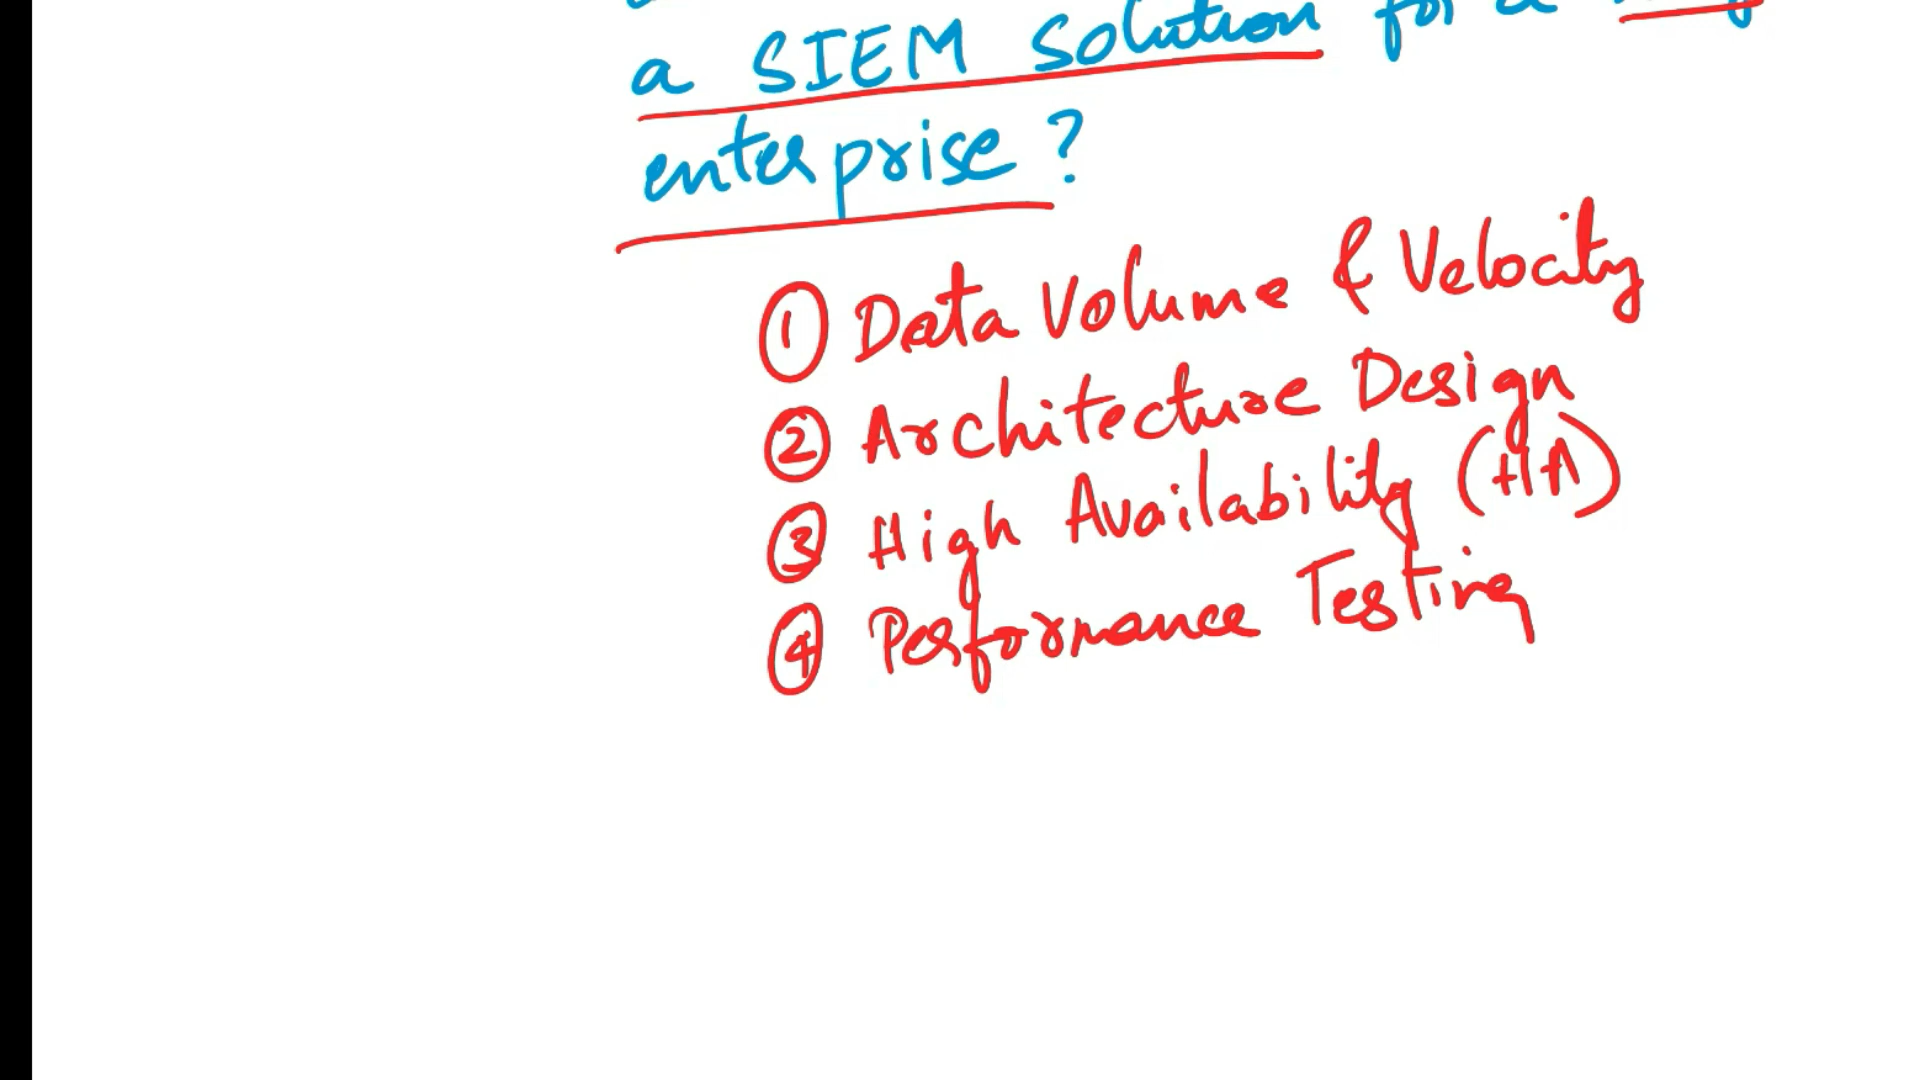 a SIEM Solution for a
enterprise ?
① Data Volume & Velocity
② Architecture Design
③ High Availability (HA)
④ Performance Testing